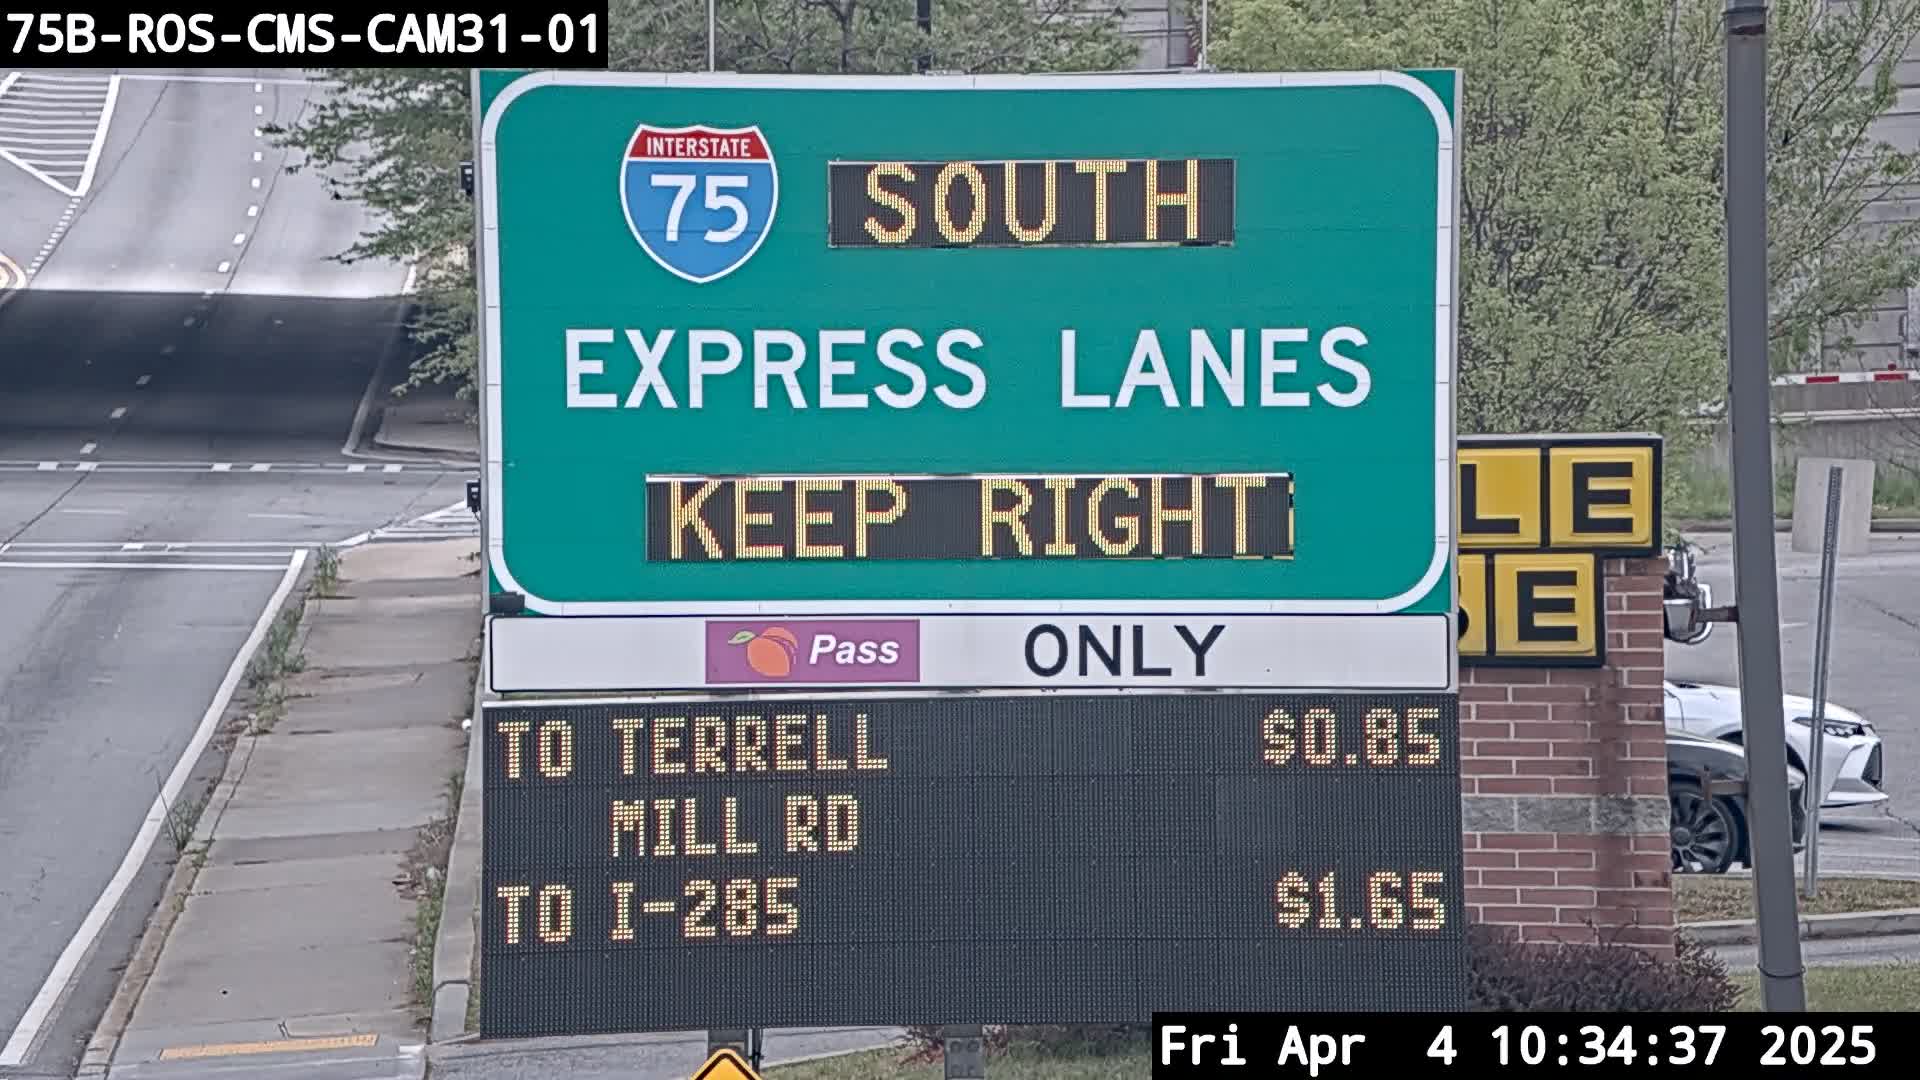 75B-ROS-CMS-CAM31-01
INTERSTATE
75
SOUTH
EXPRESS LANES
KEEP RIGHT
Pass ONLY
TO TERRELL $0.85
MILL RD
TO I-285 $1.65
LE
E
Fri Apr 4 10:34:37 2025